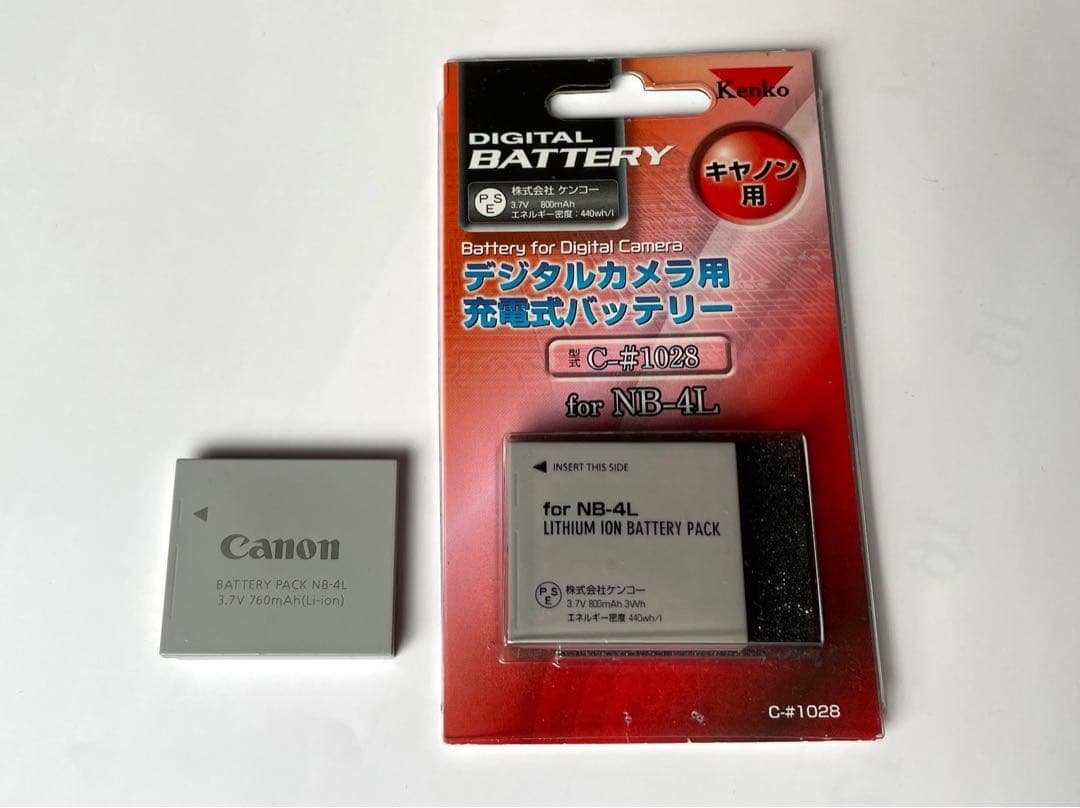 Kenko
DIGITAL
BATTERY
キヤノン
用
PSE
株式会社 ケンコー
3.7V 800mAh
エネルギー密度:440wh/l
Battery for Digital Camera
デジタルカメラ用
充電式バッテリー
型式 C-#1028
for NB-4L
INSERT THIS SIDE
for NB-4L
LITHIUM ION BATTERY PACK
PSE
株式会社ケンコー
3.7V 800mAh 3Wh
エネルギー密度 440wh/l
C-#1028
Canon
BATTERY PACK NB-4L
3.7V 760mAh(Li-ion)